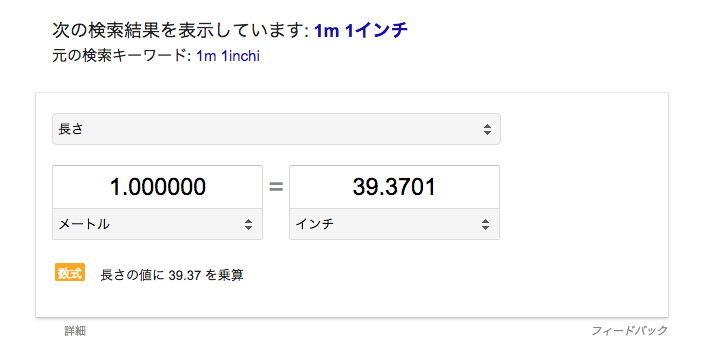 次の検索結果を表示しています: 1m 1インチ
元の検索キーワード: 1m 1inchi
長さ
1.000000 = 39.3701
メートル インチ
数式 長さの値に 39.37 を乗算
詳細 フィードバック